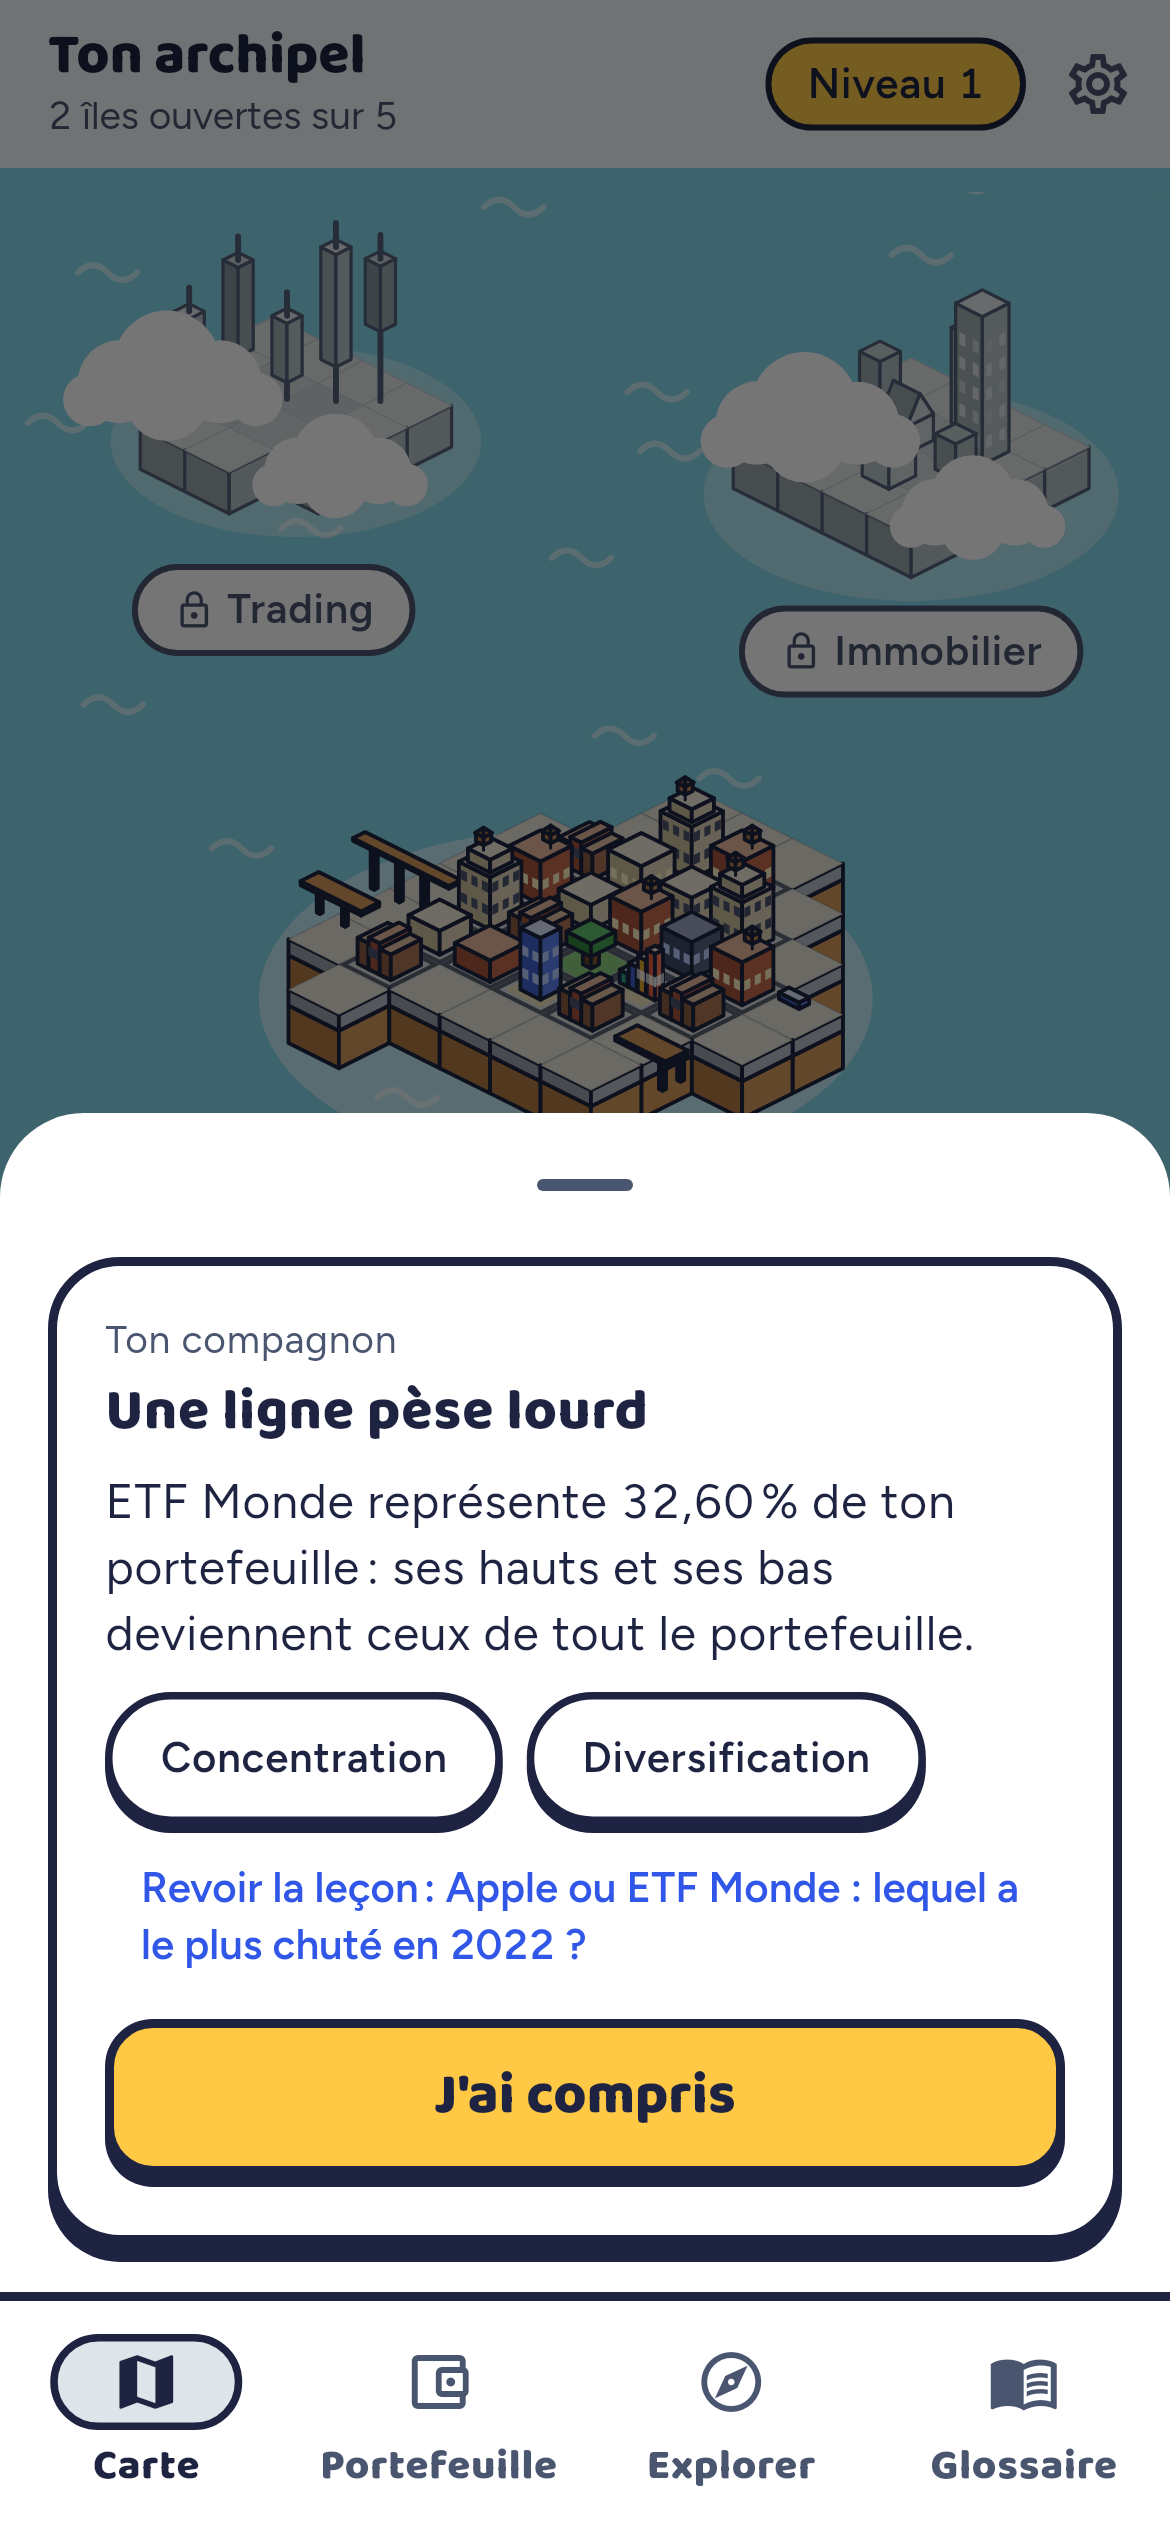 Ton archipel
2 îles ouvertes sur 5
Niveau 1
Trading
Immobilier
Ton compagnon
Une ligne pèse lourd
ETF Monde représente 32,60 % de ton
portefeuille : ses hauts et ses bas
deviennent ceux de tout le portefeuille.
Concentration
Diversification
Revoir la leçon : Apple ou ETF Monde : lequel a
le plus chuté en 2022 ?
J'ai compris
Carte
Portefeuille
Explorer
Glossaire